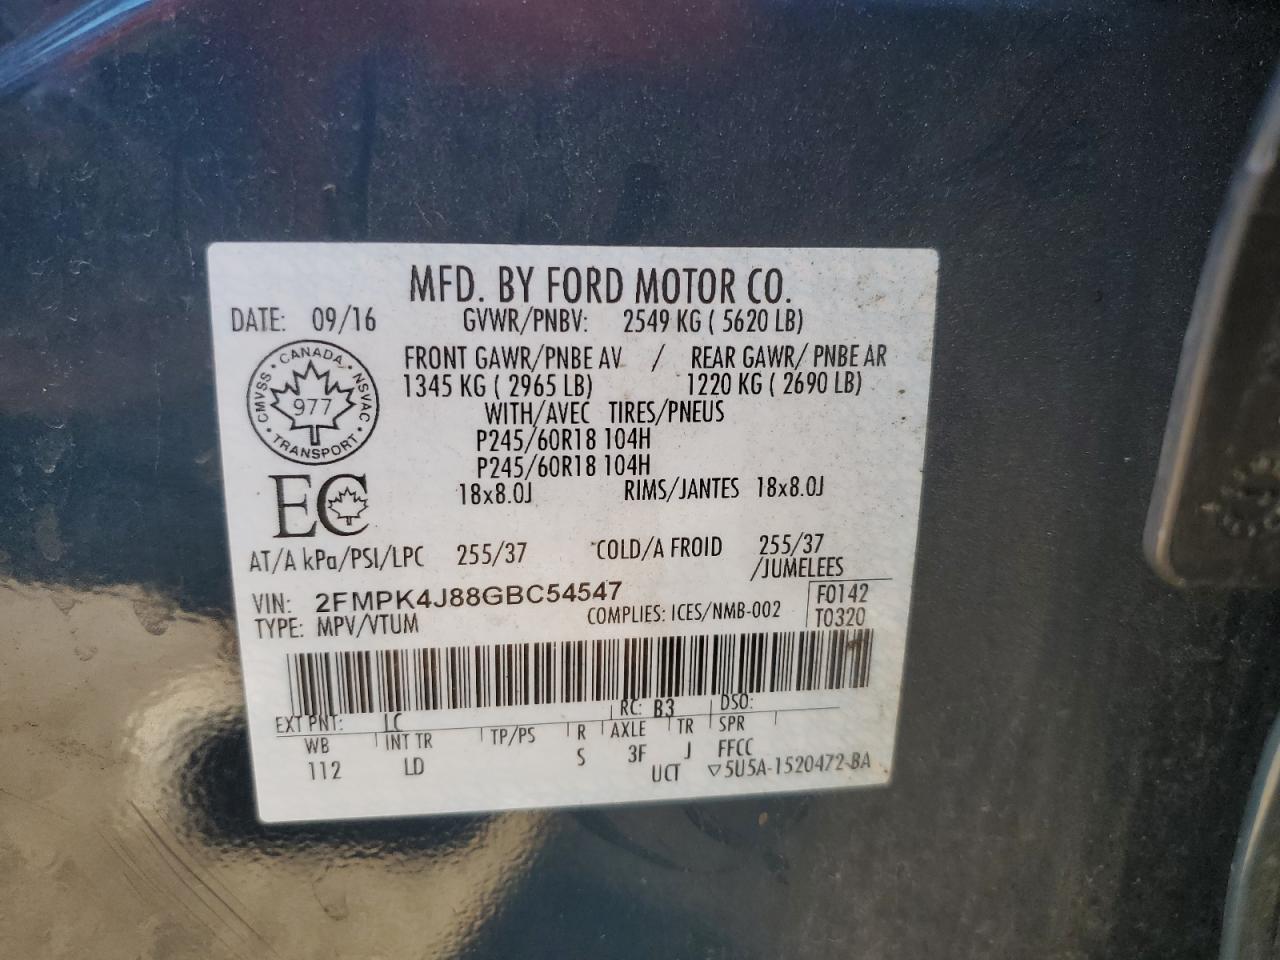 MFD. BY FORD MOTOR CO.
DATE: 09/16
GVWR/PNBV: 2549 KG ( 5620 LB)
FRONT GAWR/PNBE AV / REAR GAWR/ PNBE AR
1345 KG ( 2965 LB) 1220 KG ( 2690 LB)
WITH/AVEC TIRES/PNEUS
P245/60R18 104H
P245/60R18 104H
18x8.0J RIMS/JANTES 18x8.0J
CANADA
CMVSS NSVAC
977
TRANSPORT
EC
AT/A kPa/PSI/LPC 255/37 COLD/A FROID 255/37
/JUMELEES
VIN: 2FMPK4J88GBC54547
F0142
TYPE: MPV/VTUM COMPLIES: ICES/NMB-002 T0320
EXT PNT: LC RC: B3 DSO:
WB INT TR TP/PS R AXLE TR SPR
112 LD S 3F J FFCC
UCT ▽5U5A-1520472-BA